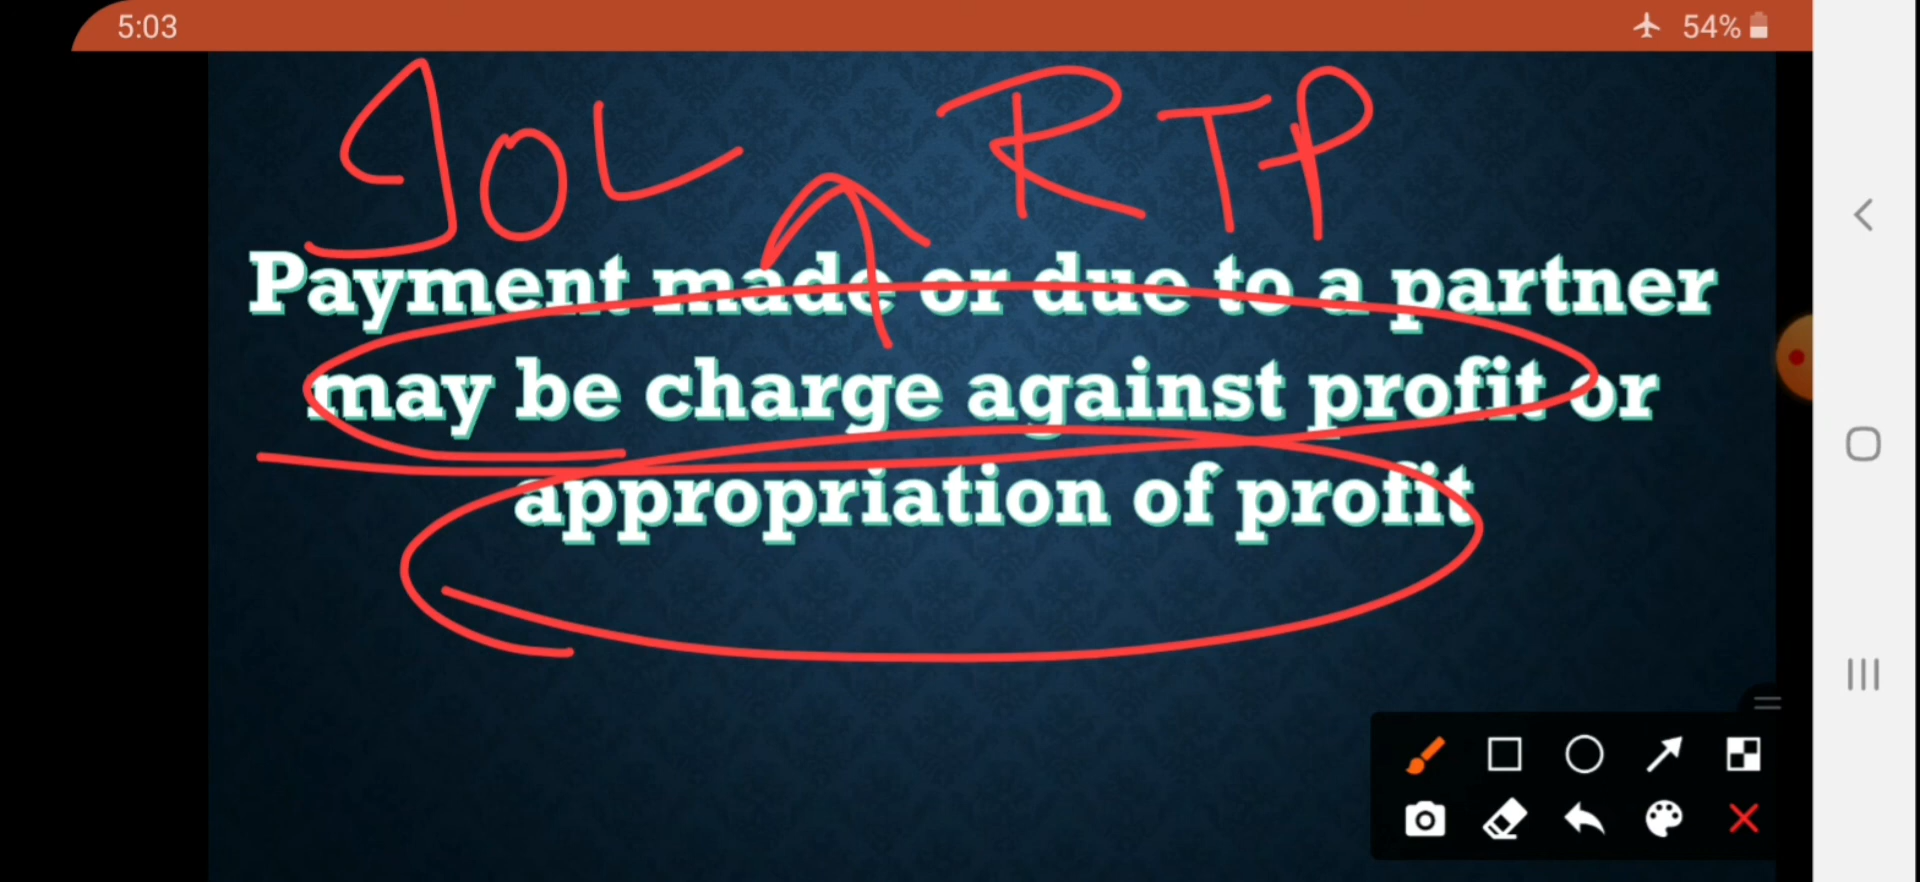 5:03 54%
IOL RTP
Payment made or due to a partner
may be charge against profit or
appropriation of profit